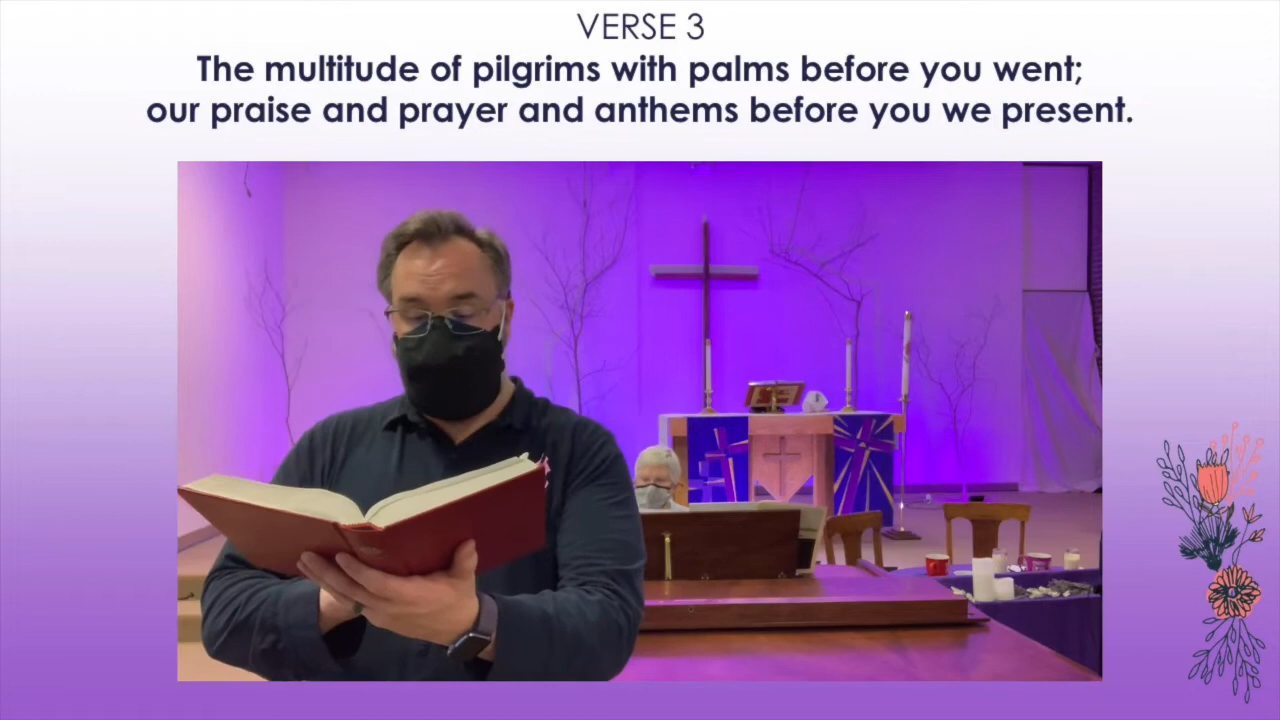 VERSE 3
The multitude of pilgrims with palms before you went;
our praise and prayer and anthems before you we present.